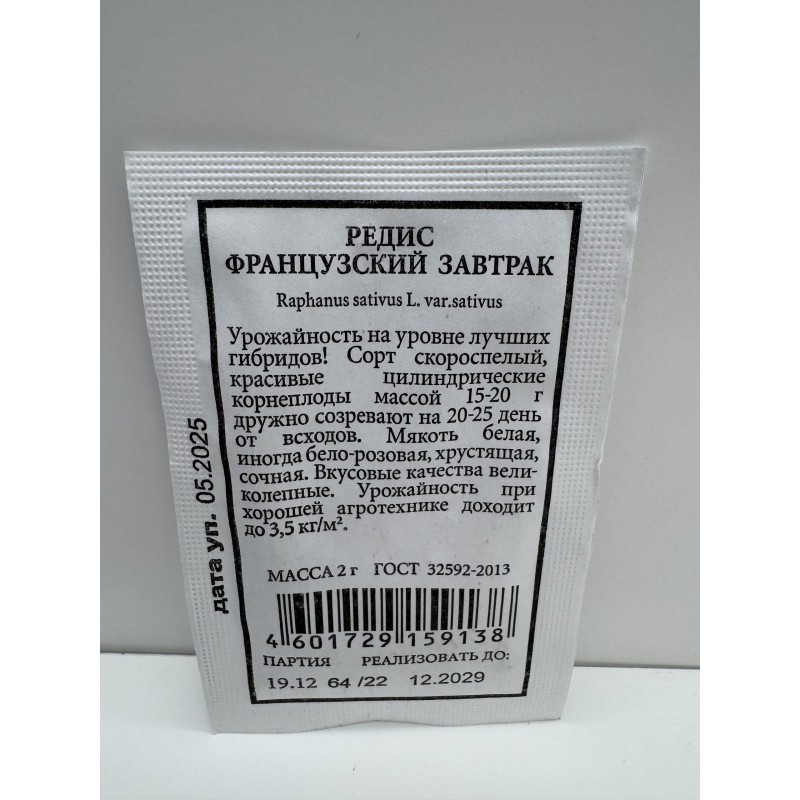 РЕДИС
ФРАНЦУЗСКИЙ ЗАВТРАК
Raphanus sativus L. var.sativus
Урожайность на уровне лучших
гибридов! Сорт скороспелый,
красивые цилиндрические
корнеплоды массой 15-20 г
дружно созревают на 20-25 день
от всходов. Мякоть белая,
иногда бело-розовая, хрустящая,
сочная. Вкусовые качества вели-
колепные. Урожайность при
хорошей агротехнике доходит
до 3,5 кг/м².
МАССА 2 г ГОСТ 32592-2013
4 601729 159138
ПАРТИЯ РЕАЛИЗОВАТЬ ДО:
19.12 64 /22 12.2029
дата уп. 05.2025